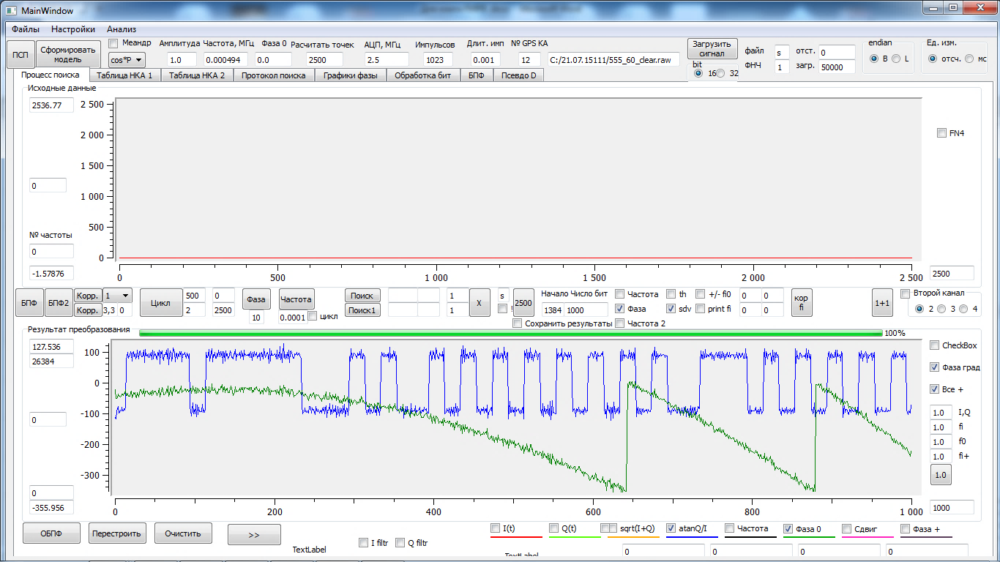 MainWindow
Файлы Настройки Анализ
ПСП Сформировать модель Меандр Амплитуда Частота, МГц Фаза 0 Расчитать точек АЦП, МГц Импульсов Длит. имп № GPS КА Загрузить сигнал файл s отст. 0 endian Ед. изм.
cos*P 1.0 0.000494 0.0 2500 2.5 1023 0.001 12 C:/21.07.15111/555_60_clear.raw bit 16 32 ФНЧ 1 загр. 50000 B L отсч. мс
Процесс поиска Таблица НКА 1 Таблица НКА 2 Протокол поиска Графики фазы Обработка бит БПФ Псевдо D
Исходные данные
2536.77 2 500
2 000 FN4
1 500
0 1 000
500
№ частоты
0 0
-1.57876 0 500 1 000 1 500 2 000 2 500 2500
БПФ БПФ2 Корр. 1 Цикл 500 0 Фаза Частота Поиск 1 X s 2500 Начало Число бит Частота th +/- fi0 0 0 кор fi 1+1 Второй канал
Корр. 3,3 0 2 2500 10 0.0001 цикл Поиск1 1 ! 1384 1000 Фаза sdv print fi 0 0 2 3 4
Сохранить результаты Частота 2
Результат преобразования 100%
127.536 100 CheckBox
26384
0 Фаза град
Все +
0 -100 1.0 I,Q
1.0 fi
-200 1.0 f0
1.0 fi+
-300 1.0
0
-355.956 0 200 400 600 800 1 000 1000
ОБПФ Перестроить Очистить >> I(t) Q(t) sqrt(I+Q) atanQ/I Частота Фаза 0 Сдвиг Фаза +
TextLabel I filtr Q filtr
TextLabel 0 0 0 0